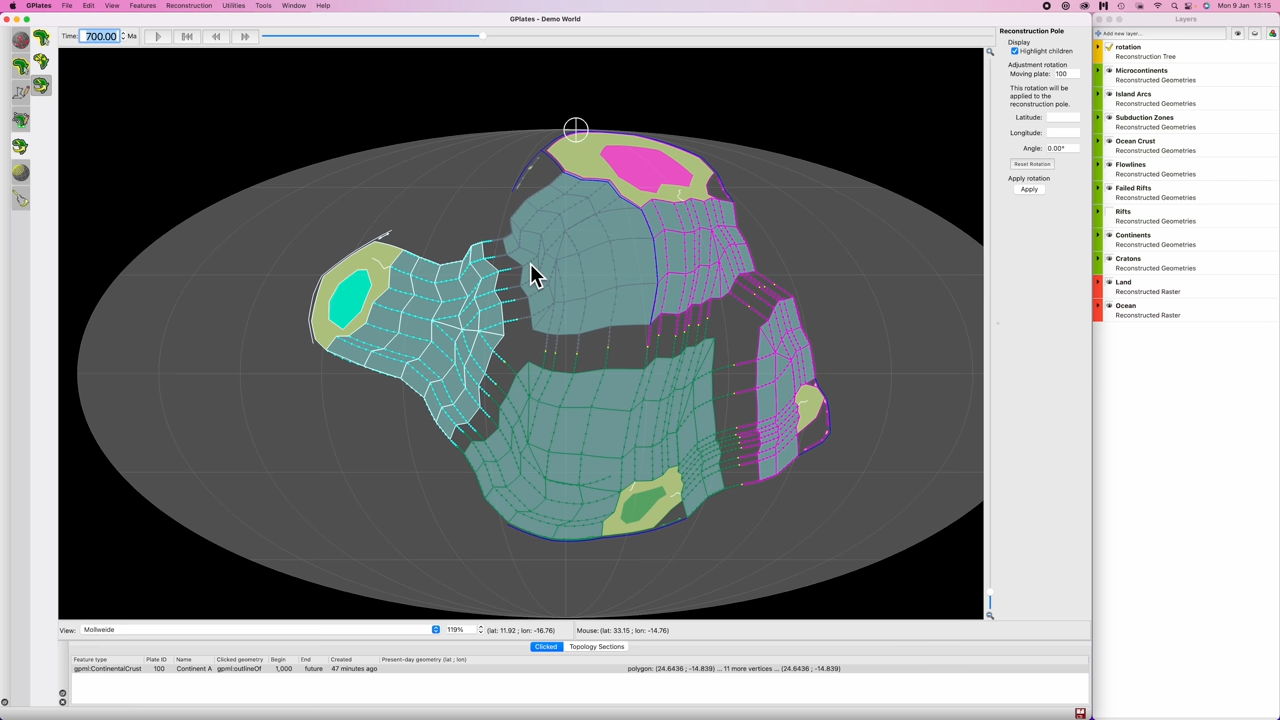 GPlates File Edit View Features Reconstruction Utilities Tools Window Help Mon 9 Jan 13:15
GPlates - Demo World
Layers
Time: 700.00 Ma
Reconstruction Pole
Display
Highlight children
Adjustment rotation
Moving plate: 100
This rotation will be
applied to the
reconstruction pole.
Latitude:
Longitude:
Angle: 0.00°
Reset Rotation
Apply rotation
Apply
Add new layer...
rotation
Reconstruction Tree
Microcontinents
Reconstructed Geometries
Island Arcs
Reconstructed Geometries
Subduction Zones
Reconstructed Geometries
Ocean Crust
Reconstructed Geometries
Flowlines
Reconstructed Geometries
Failed Rifts
Reconstructed Geometries
Rifts
Reconstructed Geometries
Continents
Reconstructed Geometries
Cratons
Reconstructed Geometries
Land
Reconstructed Raster
Ocean
Reconstructed Raster
View: Mollweide 119% (lat: 11.92 ; lon: -16.76) Mouse: (lat: 33.15 ; lon: -14.76)
Clicked Topology Sections
Feature type Plate ID Name Clicked geometry Begin End Created Present-day geometry (lat ; lon)
gpml:ContinentalCrust 100 Continent A gpml:outlineOf 1,000 future 47 minutes ago polygon: (24.6436 ; -14.839) ... 11 more vertices ... (24.6436 ; -14.839)